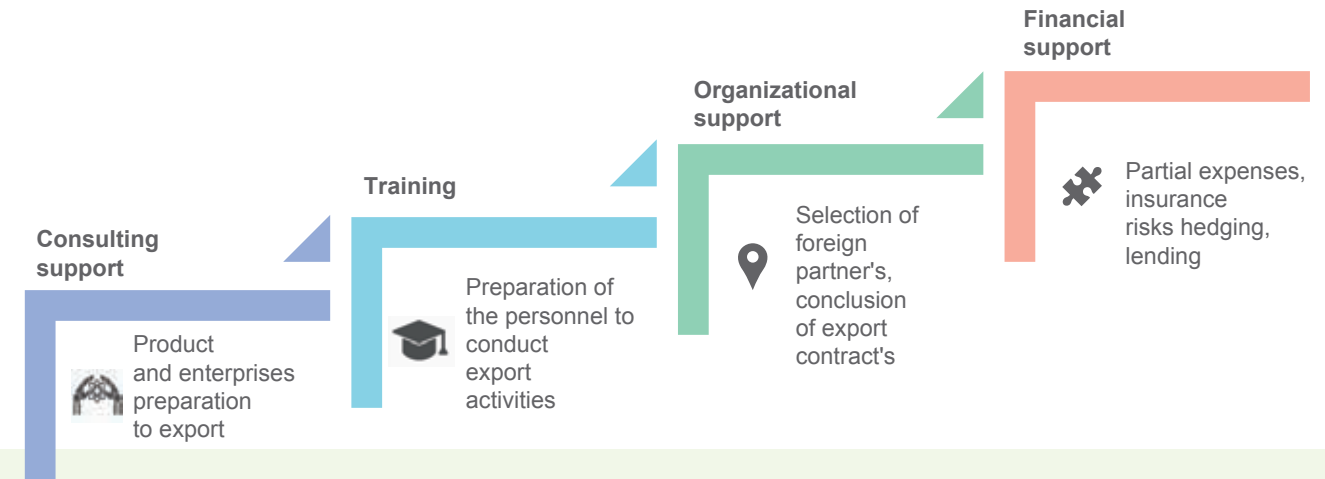 Consulting
support
Product
and enterprises
preparation
to export
Training
Preparation of
the personnel to
conduct
export
activities
Organizational
support
Selection of
foreign
partner's,
conclusion
of export
contract's
Financial
support
Partial expenses,
insurance
risks hedging,
lending